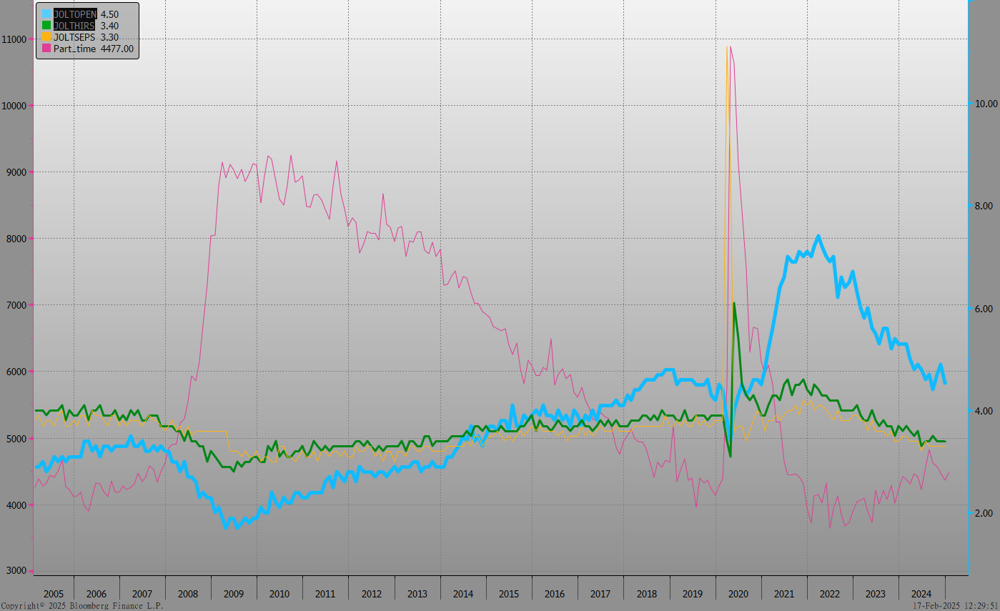 JOLTOPEN 4.50
JOLTHIRS 3.40
JOLTSEPS 3.30
Part_time 4477.00
11000
10000
9000
8000
7000
6000
5000
4000
3000
10.00
8.00
6.00
4.00
2.00
2005 2006 2007 2008 2009 2010 2011 2012 2013 2014 2015 2016 2017 2018 2019 2020 2021 2022 2023 2024
Copyright© 2025 Bloomberg Finance L.P. 17-Feb-2025 12:29:51